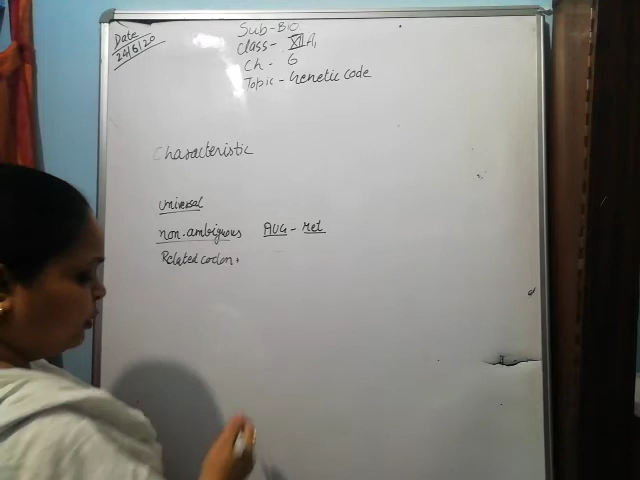 Date
24/6/20
Sub-Bio
Class- XII A1
Ch - 6
Topic - Genetic code
Characteristic
universal
non.ambiguous AUG - Met
Related codon.